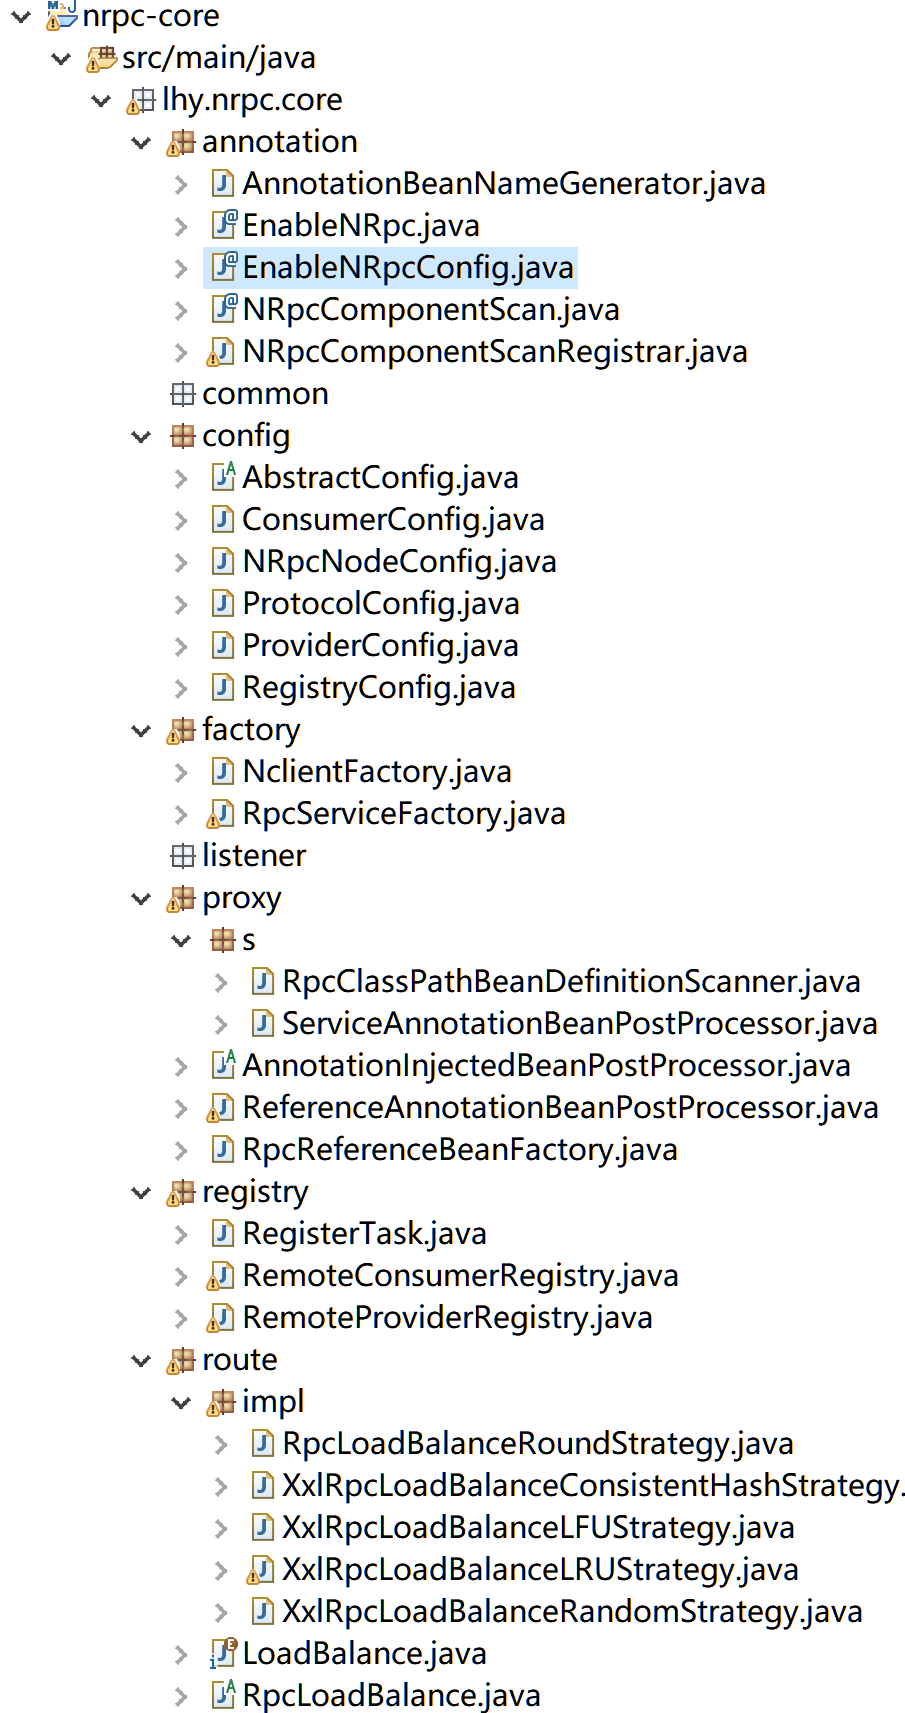 nrpc-core
src/main/java
lhy.nrpc.core
annotation
AnnotationBeanNameGenerator.java
EnableNRpc.java
EnableNRpcConfig.java
NRpcComponentScan.java
NRpcComponentScanRegistrar.java
common
config
AbstractConfig.java
ConsumerConfig.java
NRpcNodeConfig.java
ProtocolConfig.java
ProviderConfig.java
RegistryConfig.java
factory
NclientFactory.java
RpcServiceFactory.java
listener
proxy
s
RpcClassPathBeanDefinitionScanner.java
ServiceAnnotationBeanPostProcessor.java
AnnotationInjectedBeanPostProcessor.java
ReferenceAnnotationBeanPostProcessor.java
RpcReferenceBeanFactory.java
registry
RegisterTask.java
RemoteConsumerRegistry.java
RemoteProviderRegistry.java
route
impl
RpcLoadBalanceRoundStrategy.java
XxlRpcLoadBalanceConsistentHashStrategy.
XxlRpcLoadBalanceLFUStrategy.java
XxlRpcLoadBalanceLRUStrategy.java
XxlRpcLoadBalanceRandomStrategy.java
LoadBalance.java
RpcLoadBalance.java